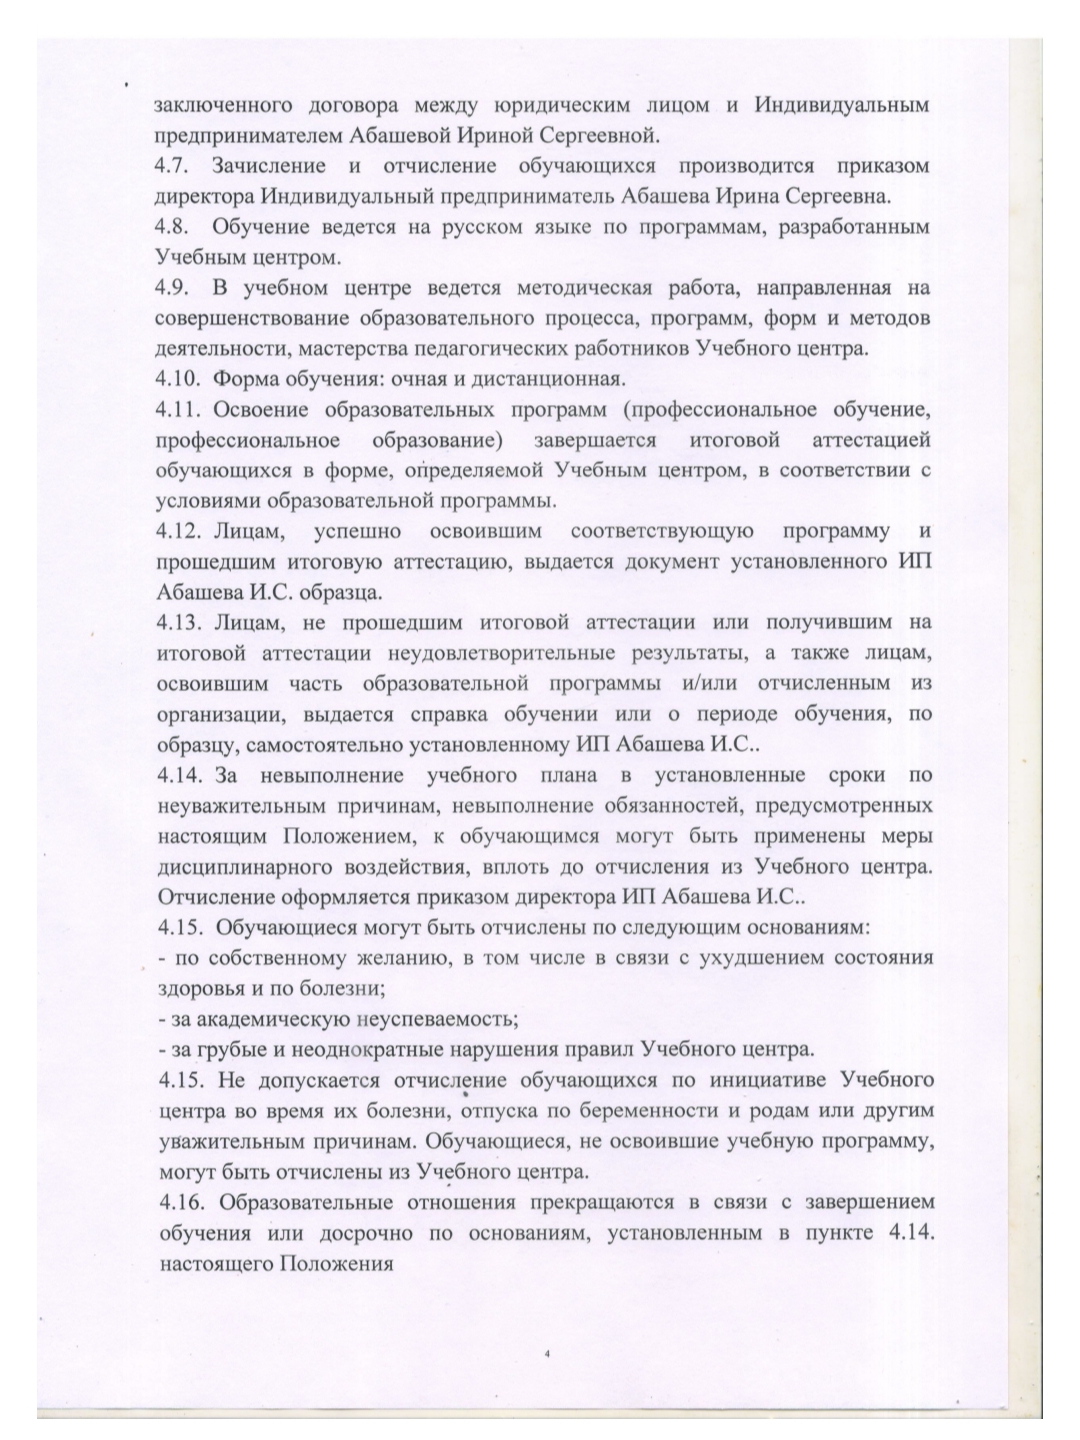 заключенного договора между юридическим лицом и Индивидуальным
предпринимателем Абашевой Ириной Сергеевной.
4.7. Зачисление и отчисление обучающихся производится приказом
директора Индивидуальный предприниматель Абашева Ирина Сергеевна.
4.8. Обучение ведется на русском языке по программам, разработанным
Учебным центром.
4.9. В учебном центре ведется методическая работа, направленная на
совершенствование образовательного процесса, программ, форм и методов
деятельности, мастерства педагогических работников Учебного центра.
4.10. Форма обучения: очная и дистанционная.
4.11. Освоение образовательных программ (профессиональное обучение,
профессиональное образование) завершается итоговой аттестацией
обучающихся в форме, определяемой Учебным центром, в соответствии с
условиями образовательной программы.
4.12. Лицам, успешно освоившим соответствующую программу и
прошедшим итоговую аттестацию, выдается документ установленного ИП
Абашева И.С. образца.
4.13. Лицам, не прошедшим итоговой аттестации или получившим на
итоговой аттестации неудовлетворительные результаты, а также лицам,
освоившим часть образовательной программы и/или отчисленным из
организации, выдается справка обучении или о периоде обучения, по
образцу, самостоятельно установленному ИП Абашева И.С..
4.14. За невыполнение учебного плана в установленные сроки по
неуважительным причинам, невыполнение обязанностей, предусмотренных
настоящим Положением, к обучающимся могут быть применены меры
дисциплинарного воздействия, вплоть до отчисления из Учебного центра.
Отчисление оформляется приказом директора ИП Абашева И.С..
4.15. Обучающиеся могут быть отчислены по следующим основаниям:
- по собственному желанию, в том числе в связи с ухудшением состояния
здоровья и по болезни;
- за академическую неуспеваемость;
- за грубые и неоднократные нарушения правил Учебного центра.
4.15. Не допускается отчисление обучающихся по инициативе Учебного
центра во время их болезни, отпуска по беременности и родам или другим
уважительным причинам. Обучающиеся, не освоившие учебную программу,
могут быть отчислены из Учебного центра.
4.16. Образовательные отношения прекращаются в связи с завершением
обучения или досрочно по основаниям, установленным в пункте 4.14.
настоящего Положения
4